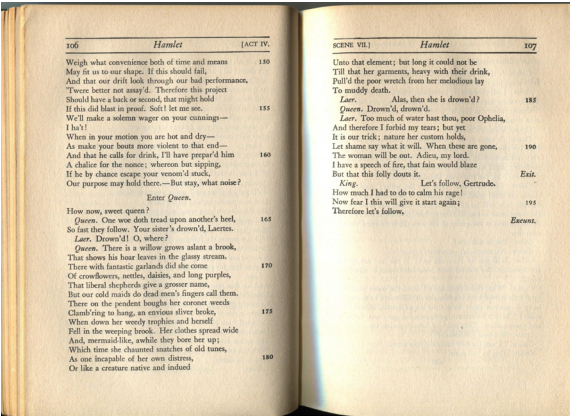 106 Hamlet [ACT IV.
Weigh what convenience both of time and means 150
May fit us to our shape. If this should fail,
And that our drift look through our bad performance,
'Twere better not assay'd. Therefore this project
Should have a back or second, that might hold
If this did blast in proof. Soft! let me see. 155
We'll make a solemn wager on your cunnings—
I ha't!
When in your motion you are hot and dry—
As make your bouts more violent to that end—
And that he calls for drink, I'll have prepar'd him 160
A chalice for the nonce; whereon but sipping,
If he by chance escape your venom'd stuck,
Our purpose may hold there.—But stay, what noise?
Enter Queen.
How now, sweet queen?
Queen. One woe doth tread upon another's heel, 165
So fast they follow. Your sister's drown'd, Laertes.
Laer. Drown'd! O, where?
Queen. There is a willow grows aslant a brook,
That shows his hoar leaves in the glassy stream.
There with fantastic garlands did she come 170
Of crowflowers, nettles, daisies, and long purples,
That liberal shepherds give a grosser name,
But our cold maids do dead men's fingers call them.
There on the pendent boughs her coronet weeds
Clamb'ring to hang, an envious sliver broke, 175
When down her weedy trophies and herself
Fell in the weeping brook. Her clothes spread wide
And, mermaid-like, awhile they bore her up;
Which time she chaunted snatches of old tunes,
As one incapable of her own distress, 180
Or like a creature native and indued
SCENE VII.] Hamlet 107
Unto that element; but long it could not be
Till that her garments, heavy with their drink,
Pull'd the poor wretch from her melodious lay
To muddy death.
Laer. Alas, then she is drown'd? 185
Queen. Drown'd, drown'd.
Laer. Too much of water hast thou, poor Ophelia,
And therefore I forbid my tears; but yet
It is our trick; nature her custom holds,
Let shame say what it will. When these are gone, 190
The woman will be out. Adieu, my lord.
I have a speech of fire, that fain would blaze
But that this folly douts it. Exit.
King. Let's follow, Gertrude.
How much I had to do to calm his rage!
Now fear I this will give it start again; 195
Therefore let's follow,
Exeunt.